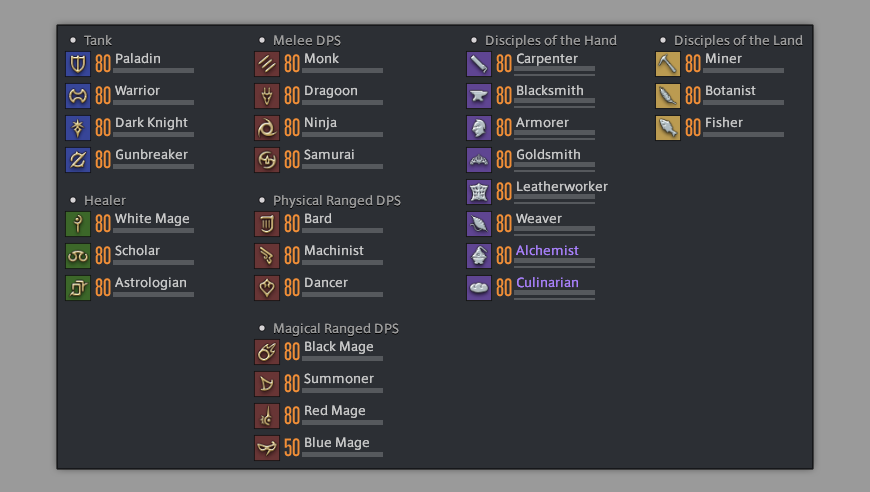 • Tank
80 Paladin
80 Warrior
80 Dark Knight
80 Gunbreaker
• Healer
80 White Mage
80 Scholar
80 Astrologian
• Melee DPS
80 Monk
80 Dragoon
80 Ninja
80 Samurai
• Physical Ranged DPS
80 Bard
80 Machinist
80 Dancer
• Magical Ranged DPS
80 Black Mage
80 Summoner
80 Red Mage
50 Blue Mage
• Disciples of the Hand
80 Carpenter
80 Blacksmith
80 Armorer
80 Goldsmith
80 Leatherworker
80 Weaver
80 Alchemist
80 Culinarian
• Disciples of the Land
80 Miner
80 Botanist
80 Fisher